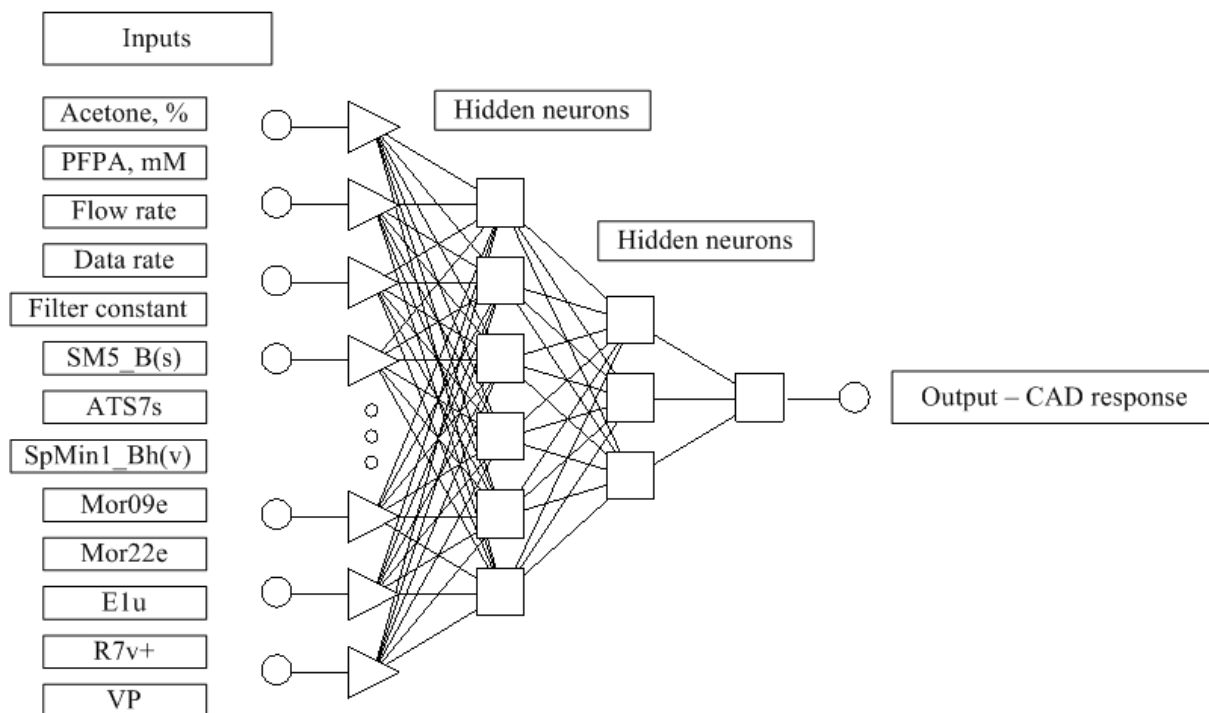 Inputs
Acetone, %
PFPA, mM
Flow rate
Data rate
Filter constant
SM5_B(s)
ATS7s
SpMin1_Bh(v)
Mor09e
Mor22e
E1u
R7v+
VP
Hidden neurons
Hidden neurons
Output – CAD response